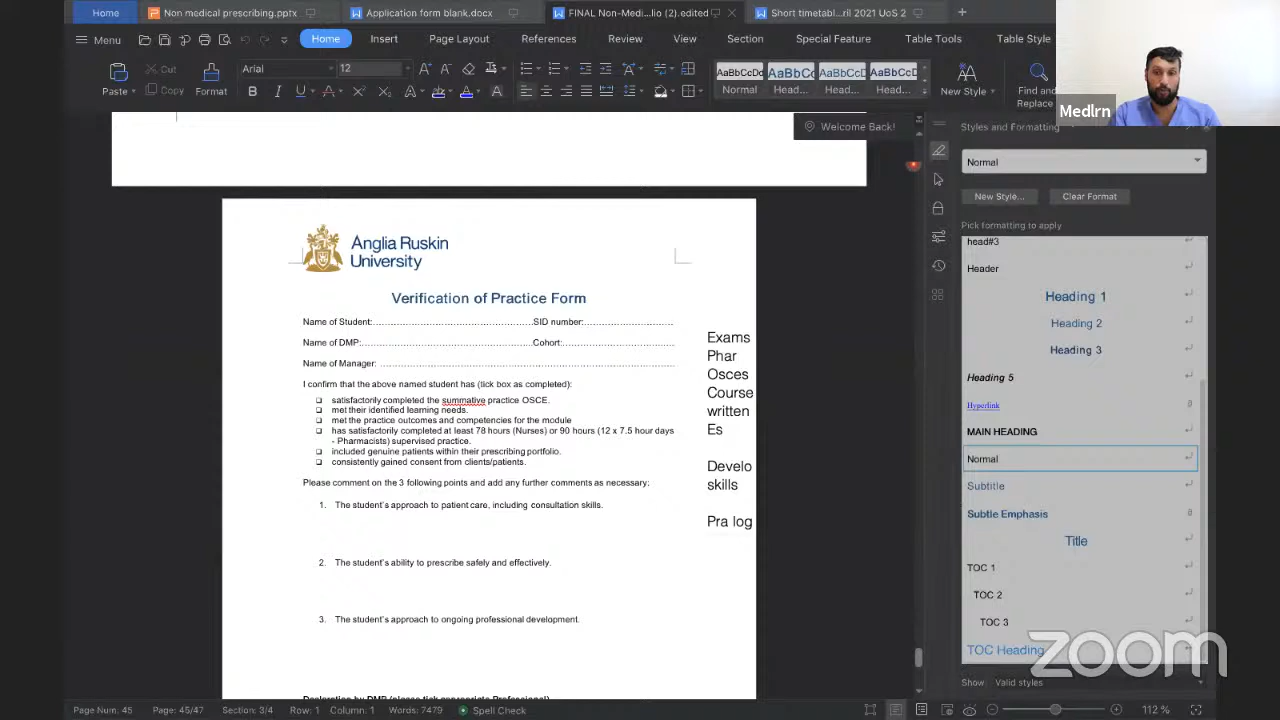 Home
Non medical prescribing.pptx
Application form blank.docx
FINAL Non-Medi...lio (2).edited
Short timetabl...ril 2021 UoS 2
Menu
Home
Insert
Page Layout
References
Review
View
Section
Special Feature
Table Tools
Table Style
Paste
Cut
Copy
Format
Arial
12
B I U
AaBbCcDd
AaBbCc
AaBbCcD
AaBbCcD
Normal
Head...
Head...
Head...
New Style
Find and
Replace
Medlrn
Welcome Back!
Styles and Formatting
Normal
New Style...
Clear Format
Pick formatting to apply
head#3
Header
Heading 1
Heading 2
Heading 3
Heading 5
Hyperlink
MAIN HEADING
Normal
Subtitle
Subtle Emphasis
Title
TOC 1
TOC 2
TOC 3
TOC Heading
Show: Valid styles
zoom
Anglia Ruskin
University
Verification of Practice Form
Name of Student:……………………………………………SID number:…………………………
Name of DMP:………………………………………………Cohort:………………………………
Name of Manager: ………………………………………………………………………………
I confirm that the above named student has (tick box as completed):
❑ satisfactorily completed the summative practice OSCE.
❑ met their identified learning needs.
❑ met the practice outcomes and competencies for the module
❑ has satisfactorily completed at least 78 hours (Nurses) or 90 hours (12 x 7.5 hour days
- Pharmacists) supervised practice.
❑ included genuine patients within their prescribing portfolio.
❑ consistently gained consent from clients/patients.
Please comment on the 3 following points and add any further comments as necessary:
1. The student's approach to patient care, including consultation skills.
2. The student's ability to prescribe safely and effectively.
3. The student's approach to ongoing professional development.
Declaration by DMP (please tick appropriate Professional)
Exams
Phar
Osces
Course
written
Es
Develo
skills
Pra log
Page Num: 45
Page: 45/47
Section: 3/4
Row: 1
Column: 1
Words: 7479
Spell Check
112 %